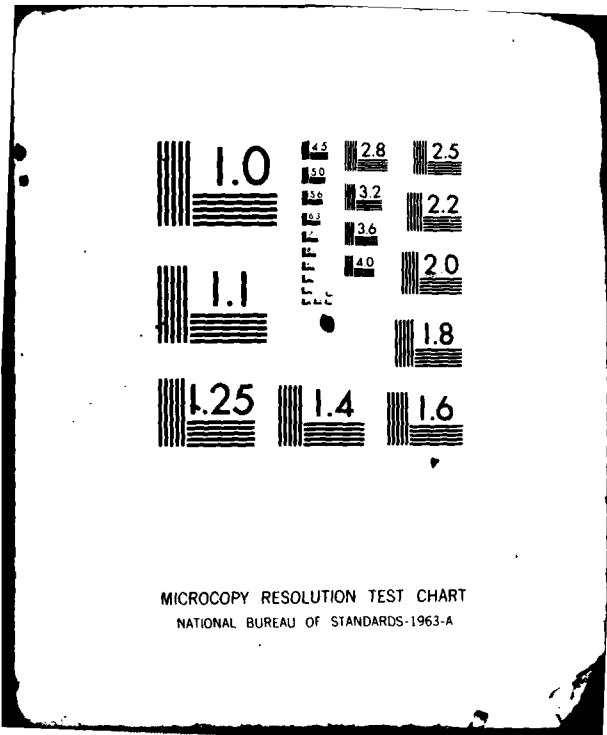 1.0 4.5 2.8 2.5
5.0
5.6 3.2 2.2
6.3
3.6
4.0 2.0
1.1
1.8
1.25 1.4 1.6
MICROCOPY RESOLUTION TEST CHART
NATIONAL BUREAU OF STANDARDS-1963-A